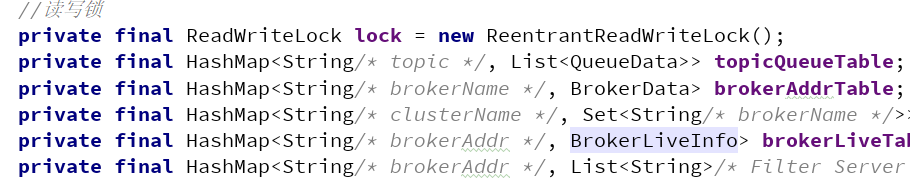 //读写锁
private final ReadWriteLock lock = new ReentrantReadWriteLock();
private final HashMap<String/* topic */, List<QueueData>> topicQueueTable;
private final HashMap<String/* brokerName */, BrokerData> brokerAddrTable;
private final HashMap<String/* clusterName */, Set<String/* brokerName */>>
private final HashMap<String/* brokerAddr */, BrokerLiveInfo> brokerLiveTab
private final HashMap<String/* brokerAddr */, List<String>/* Filter Server